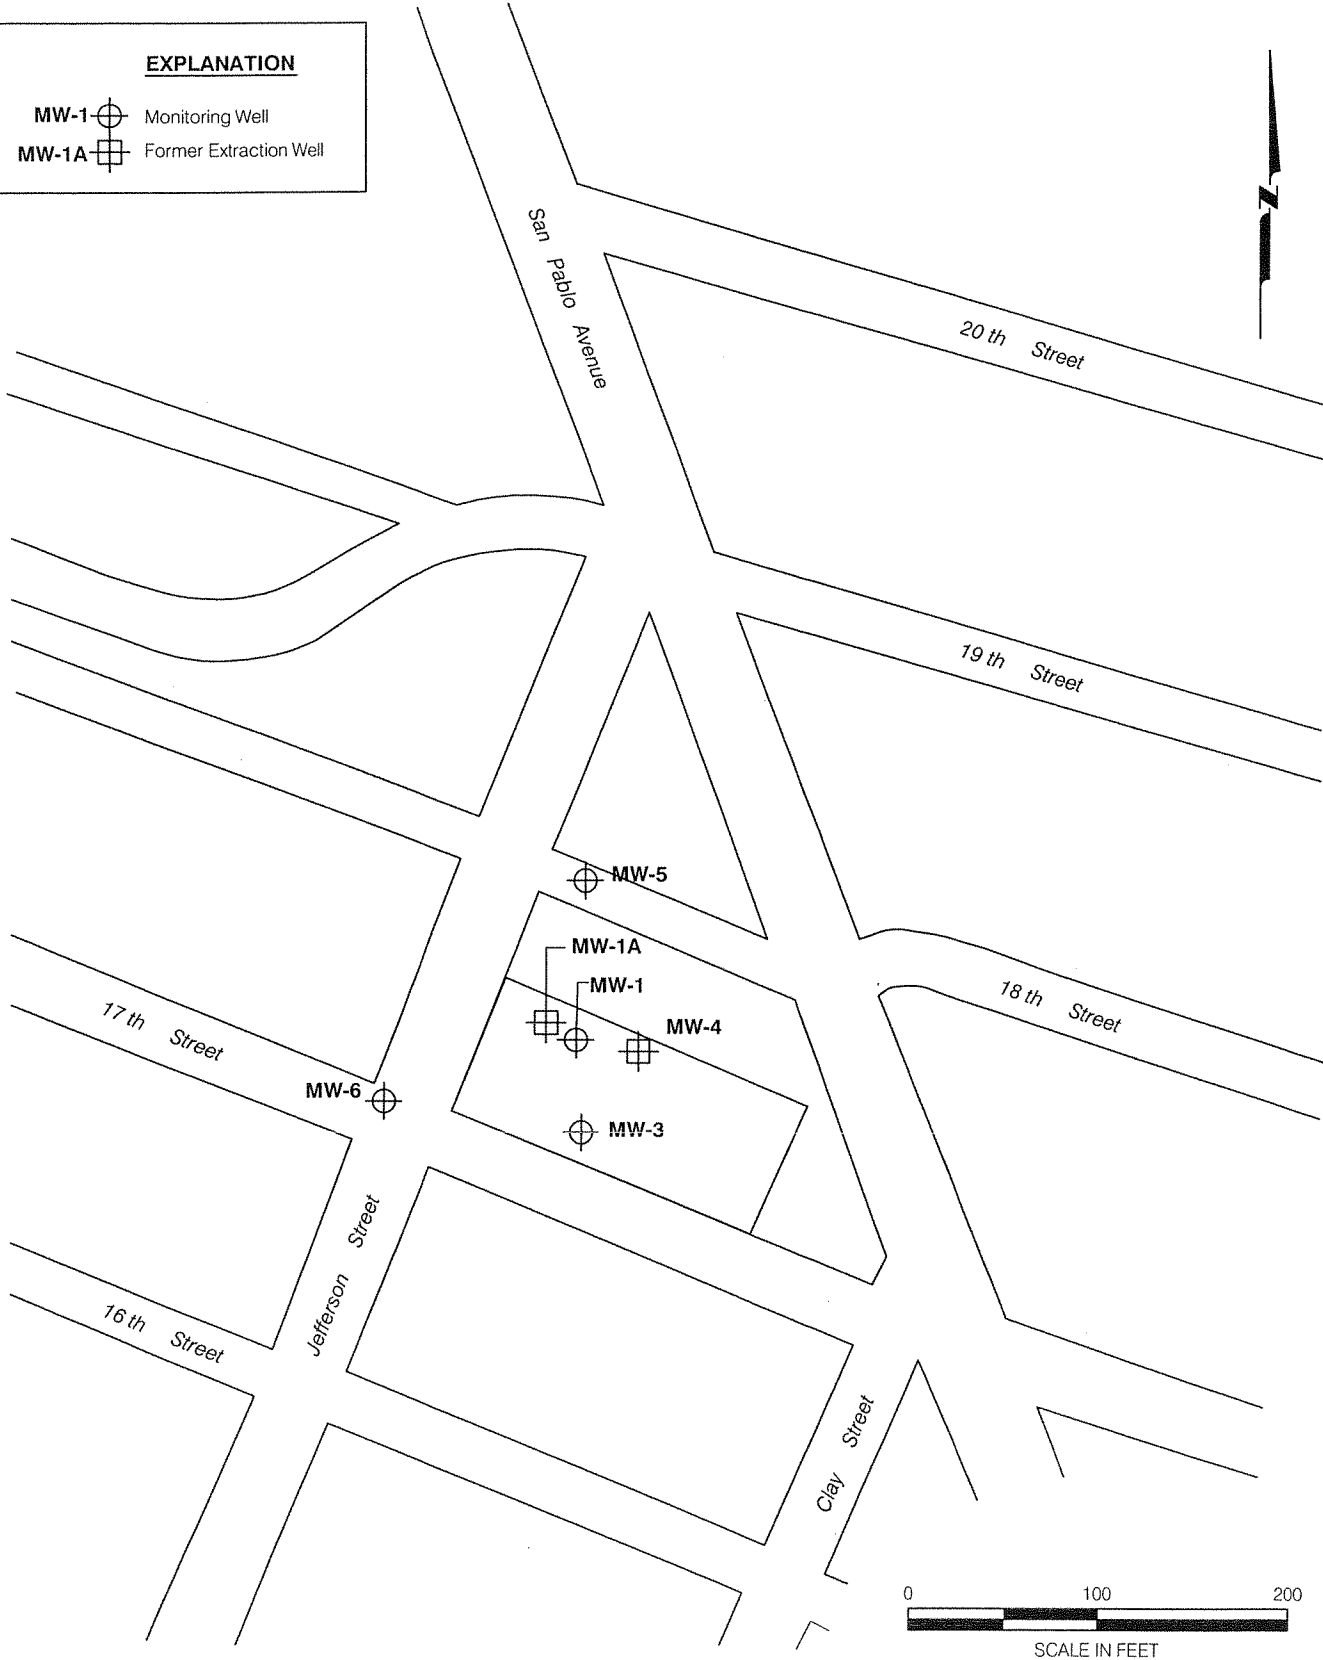 EXPLANATION
MW-1 Monitoring Well
MW-1A Former Extraction Well
N
San Pablo Avenue
20 th Street
19 th Street
MW-5
MW-1A
MW-1
18 th Street
17 th Street
MW-4
MW-6
MW-3
Jefferson Street
16 th Street
Clay Street
0 100 200
SCALE IN FEET